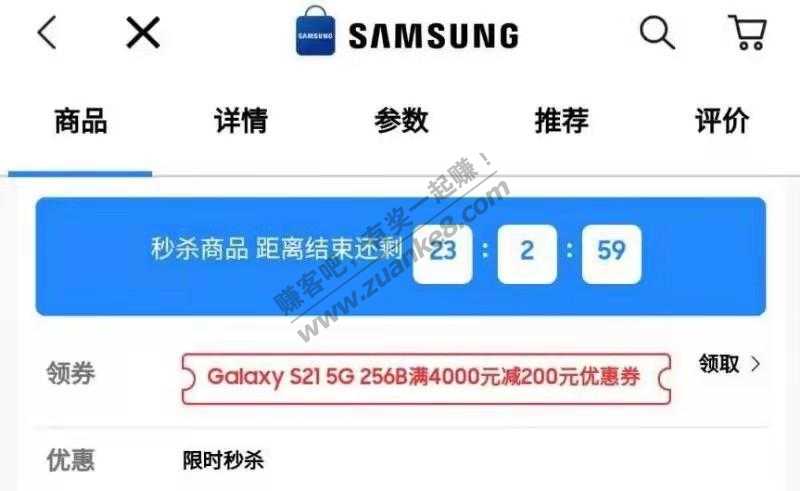 SAMSUNG
SAMSUNG
商品 详情 参数 推荐 评价
秒杀商品 距离结束还剩 23 : 2 : 59
赚客吧,有奖一起赚!
www.zuanke8.com
领券 Galaxy S21 5G 256B满4000元减200元优惠券 领取
优惠 限时秒杀